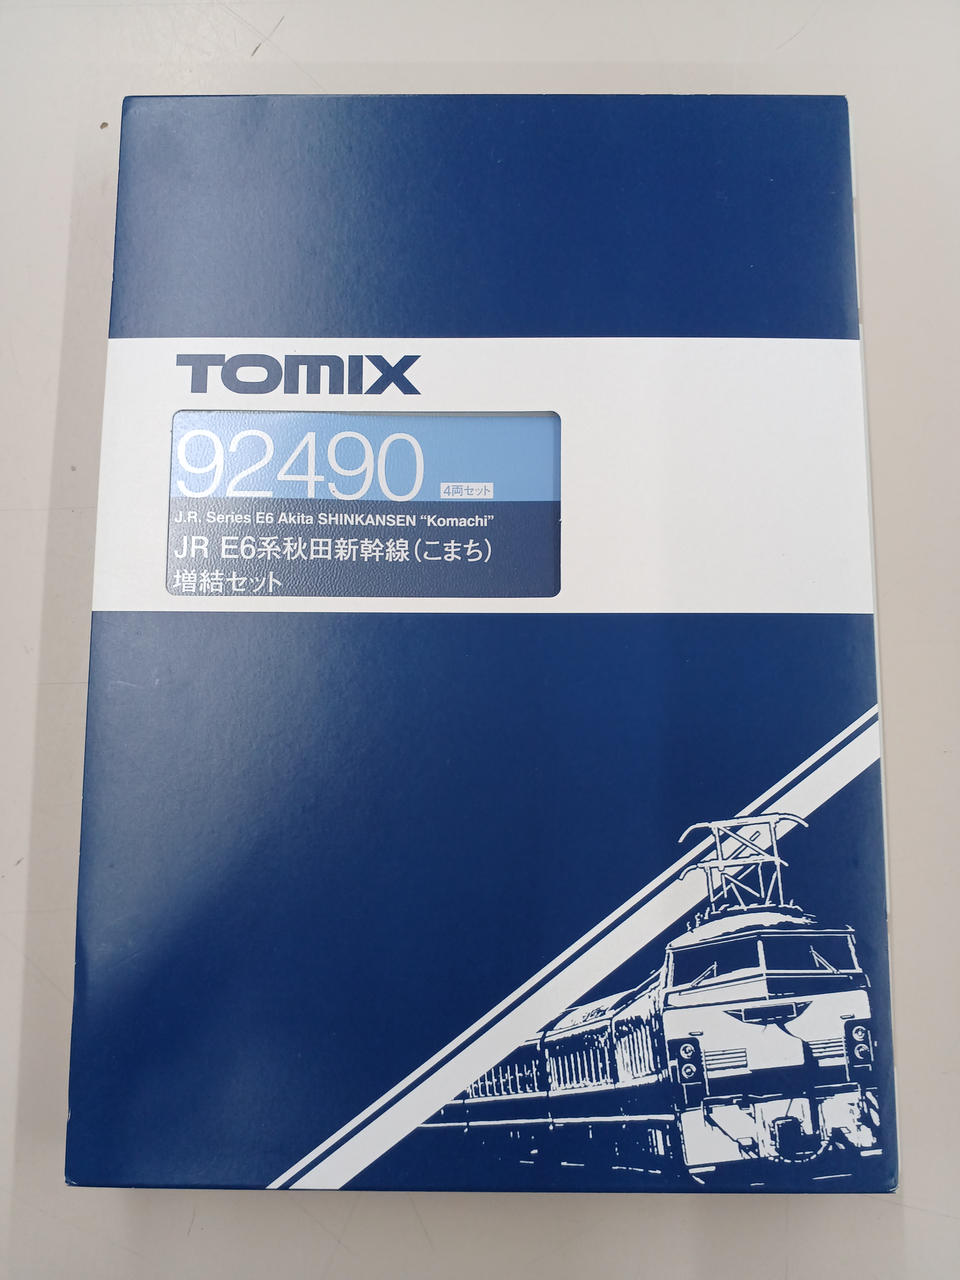 TOMIX
92490 4両セット
J.R. Series E6 Akita SHINKANSEN “Komachi”
JR E6系秋田新幹線(こまち)
増結セット